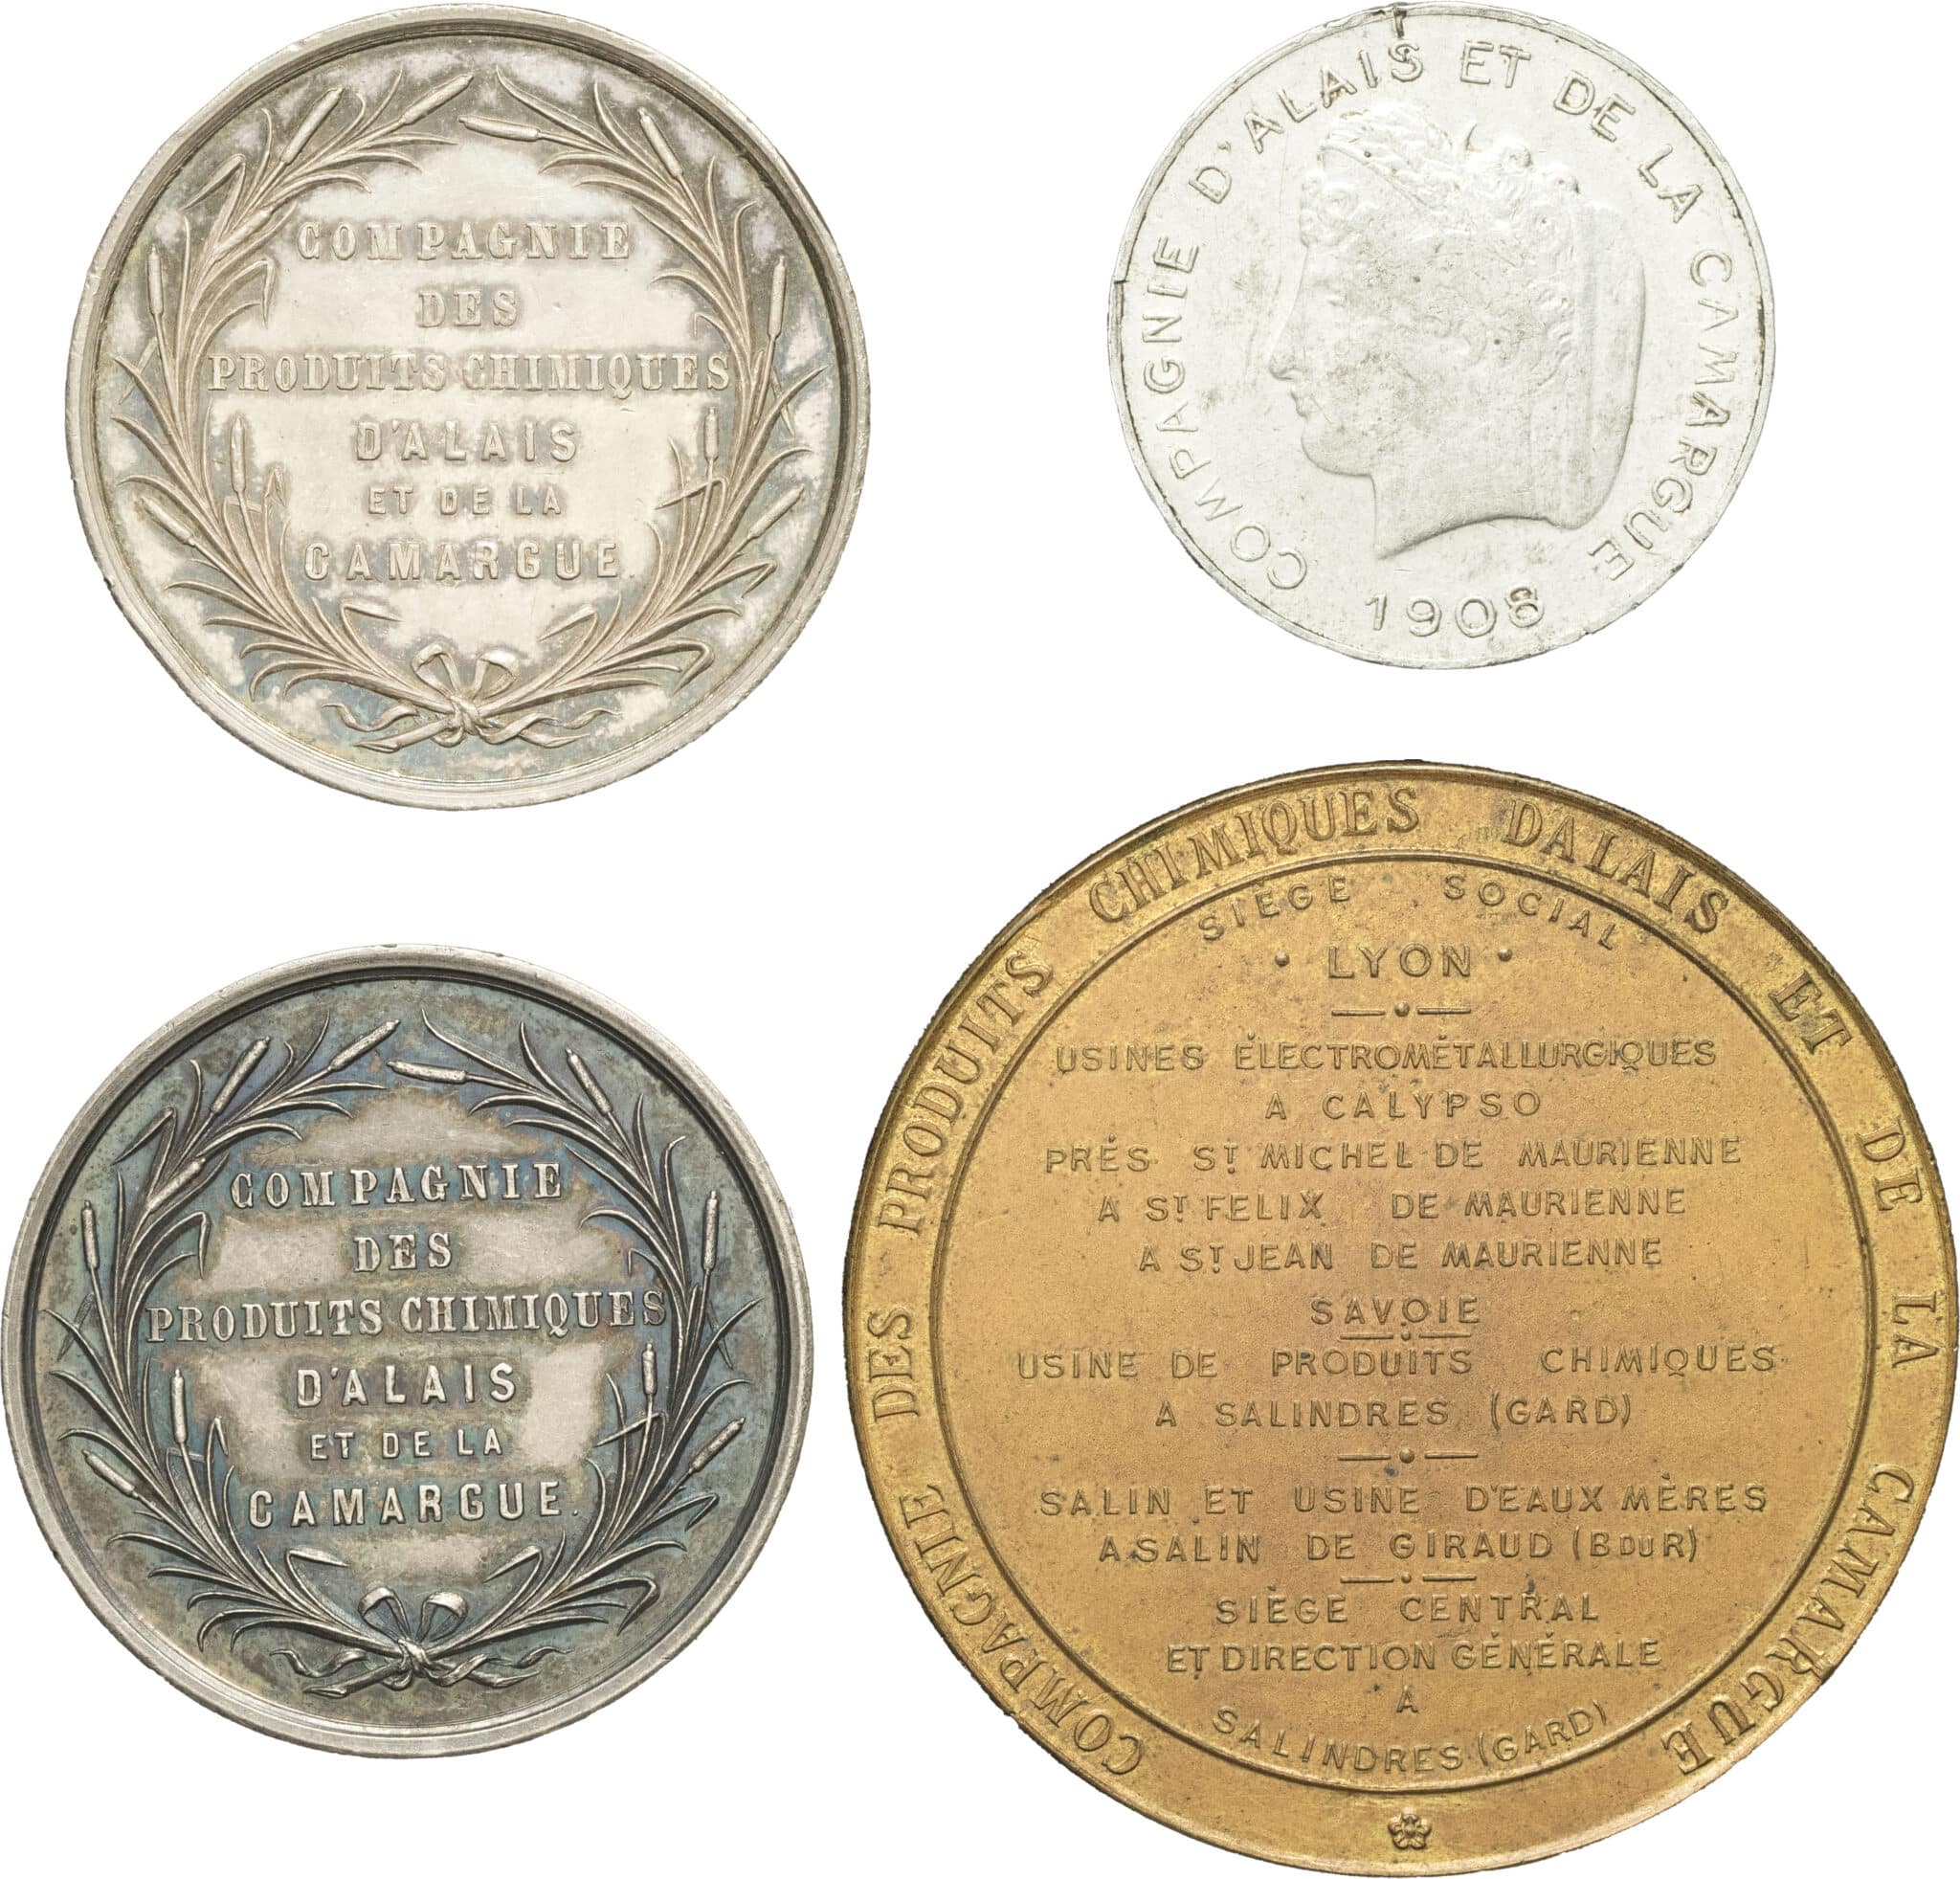 COMPAGNIE
DES
PRODUITS CHIMIQUES
D'ALAIS
ET DE LA
CAMARGUE
COMPAGNIE D'ALAIS ET DE LA CAMARGUE
1908
COMPAGNIE
DES
PRODUITS CHIMIQUES
D'ALAIS
ET DE LA
CAMARGUE.
COMPAGNIE DES PRODUITS CHIMIQUES DALAIS ET DE LA CAMARGUE
SIÈGE SOCIAL
• LYON •
USINES ÉLECTROMÉTALLURGIQUES
A CALYPSO
PRÉS ST MICHEL DE MAURIENNE
A ST FELIX DE MAURIENNE
A ST JEAN DE MAURIENNE
SAVOIE
USINE DE PRODUITS CHIMIQUES
A SALINDRES (GARD)
SALIN ET USINE D'EAUX MÈRES
A SALIN DE GIRAUD (BDUR)
SIÈGE CENTRAL
ET DIRECTION GÉNÉRALE
A
SALINDRES (GARD)